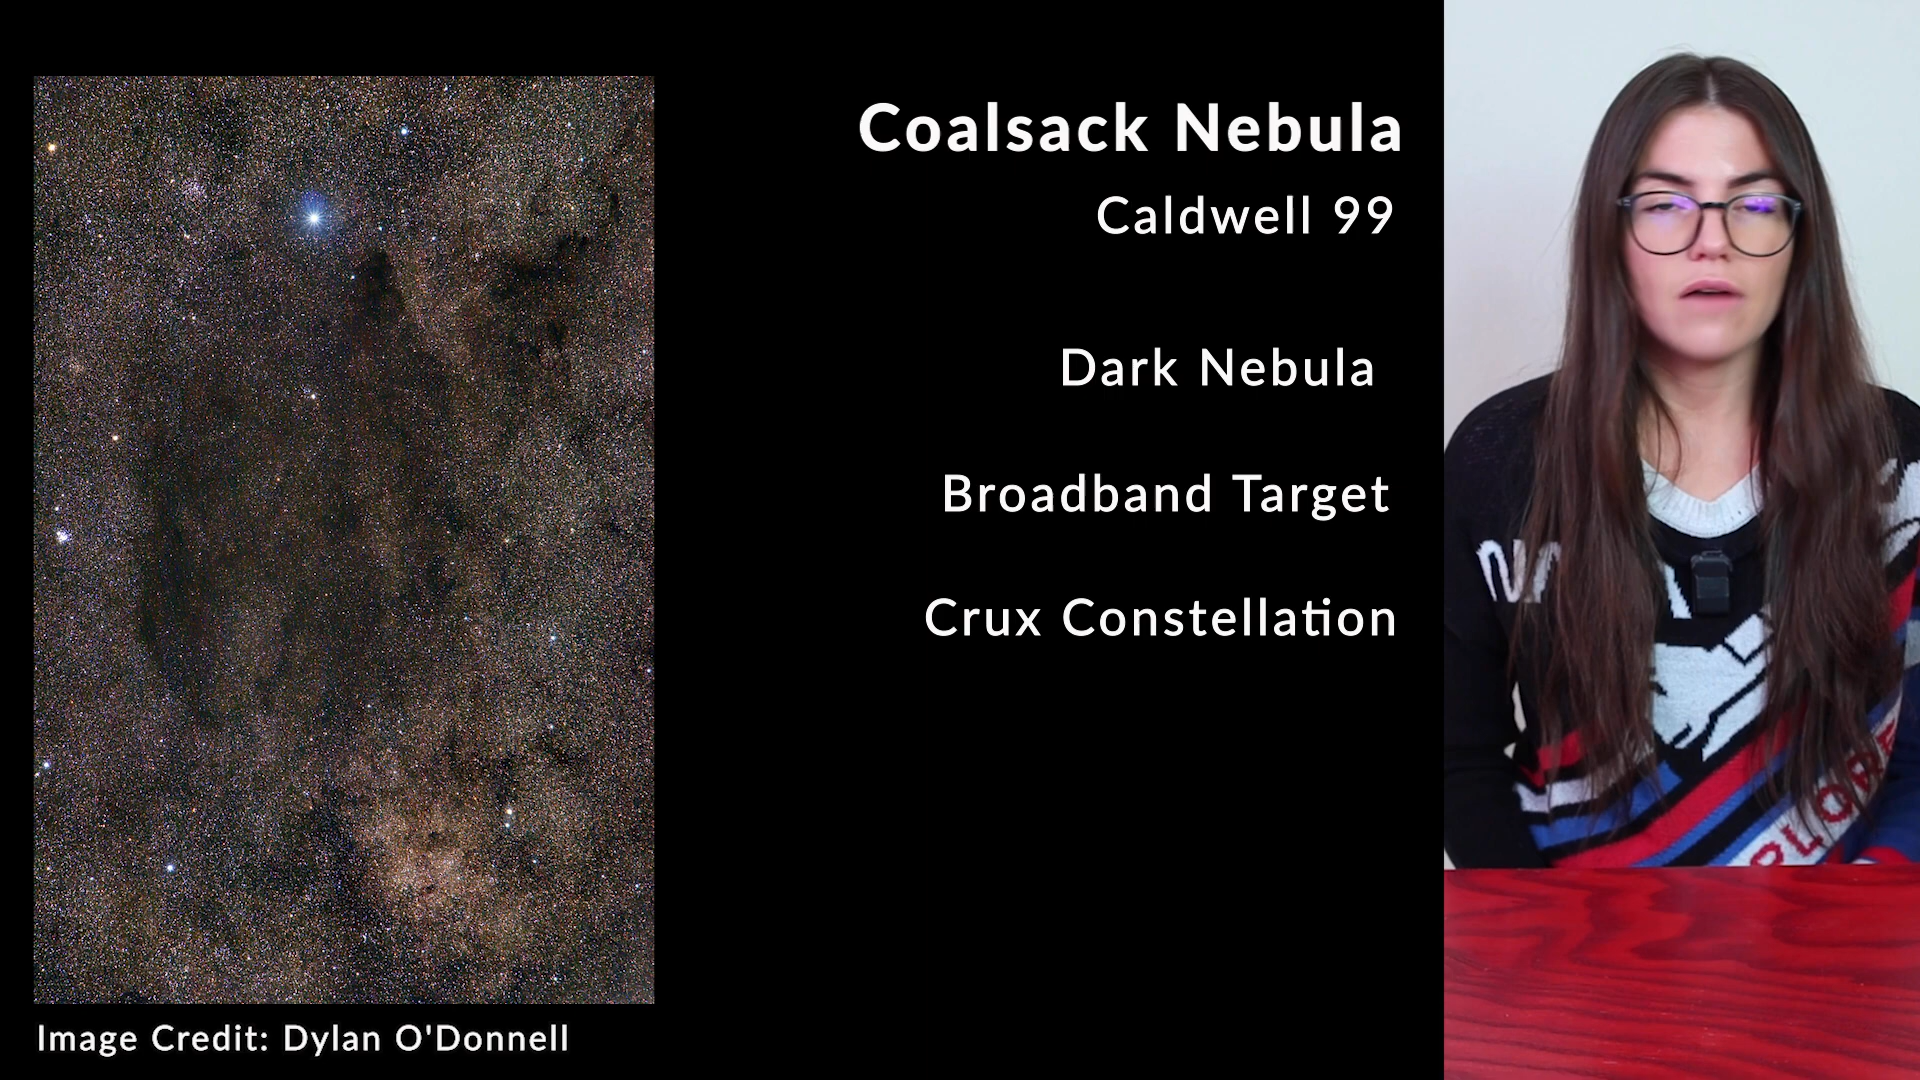 Coalsack Nebula
Caldwell 99
Dark Nebula
Broadband Target
Crux Constellation
Image Credit: Dylan O'Donnell